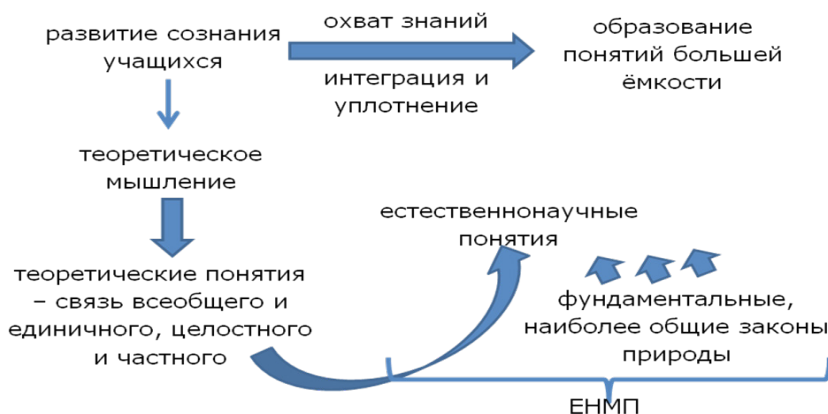 развитие сознания
учащихся
охват знаний
интеграция и
уплотнение
образование
понятий большей
ёмкости
теоретическое
мышление
естественнонаучные
понятия
теоретические понятия
– связь всеобщего и
единичного, целостного
и частного
фундаментальные,
наиболее общие законы
природы
ЕНМП